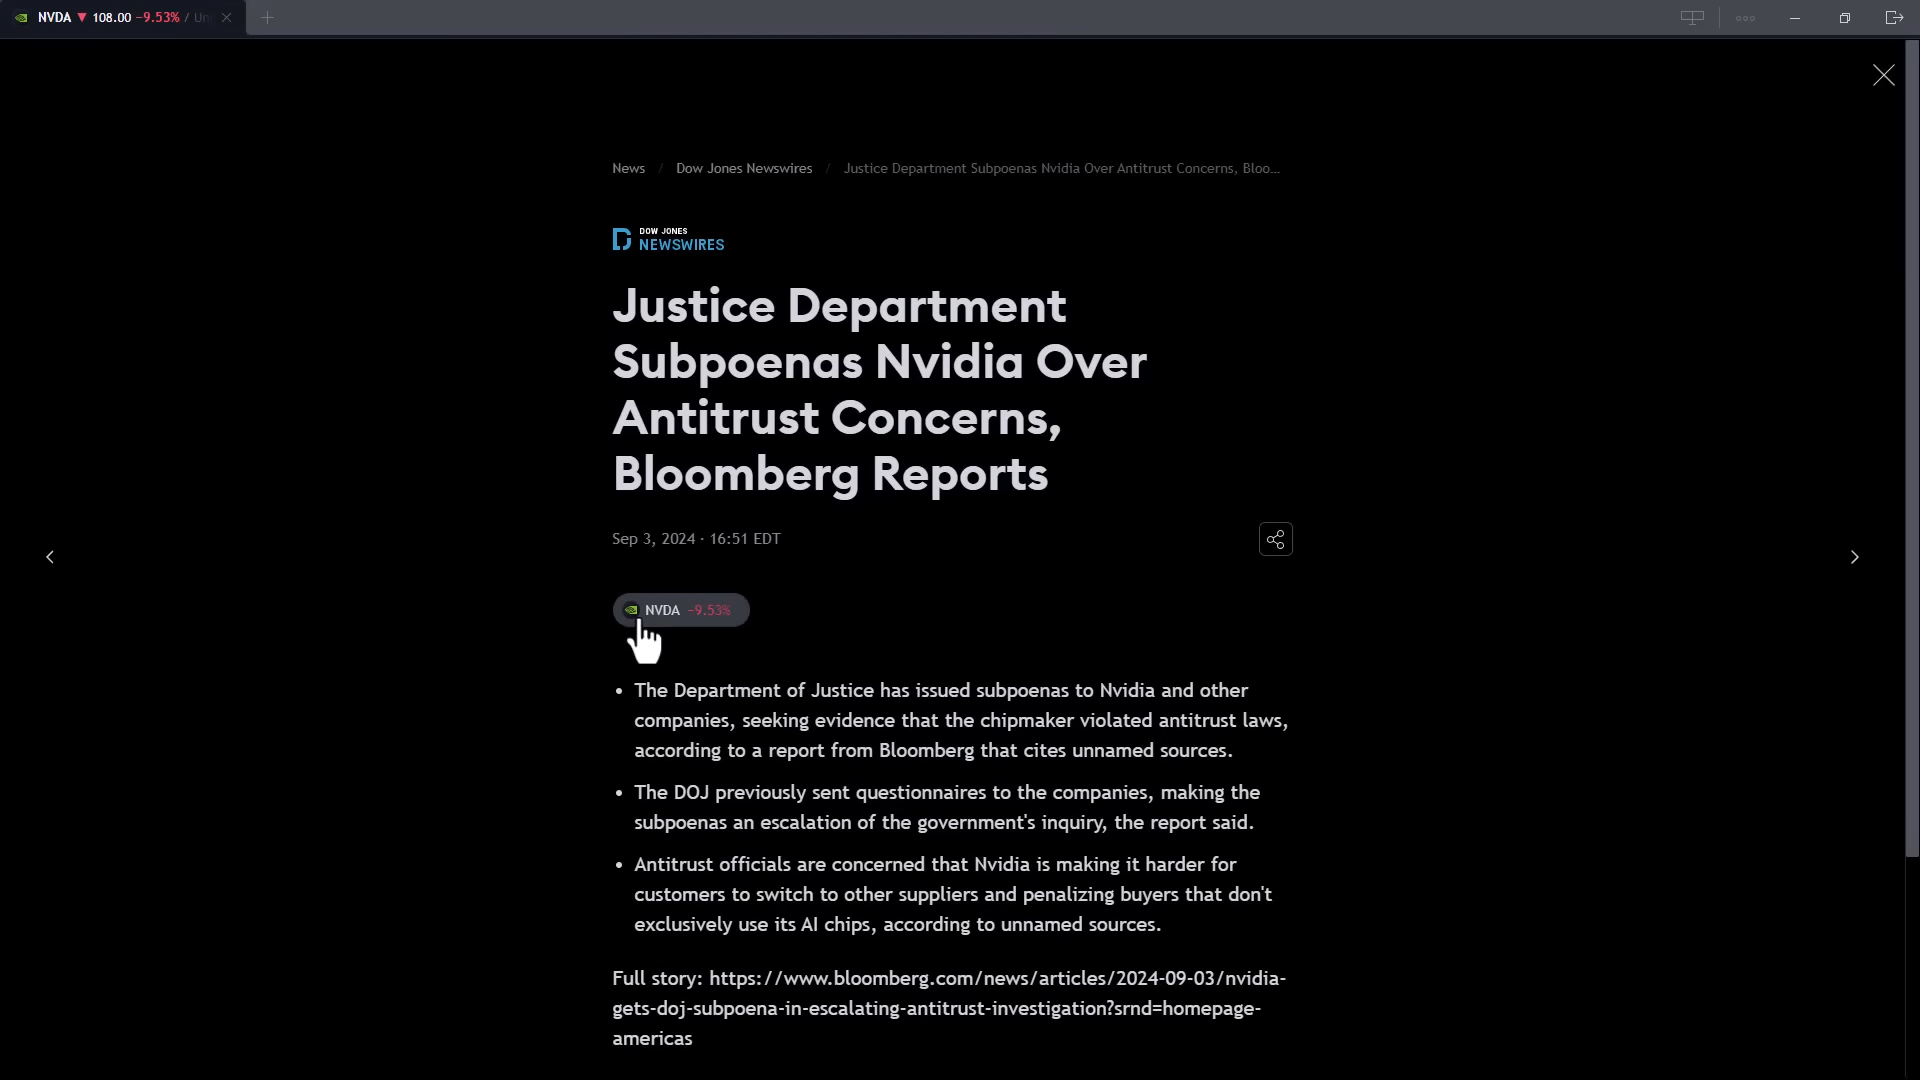 NVDA ▼ 108.00 −9.53% / Un
News / Dow Jones Newswires / Justice Department Subpoenas Nvidia Over Antitrust Concerns, Bloo...
DOW JONES
NEWSWIRES
Justice Department
Subpoenas Nvidia Over
Antitrust Concerns,
Bloomberg Reports
Sep 3, 2024 · 16:51 EDT
NVDA −9.53%
• The Department of Justice has issued subpoenas to Nvidia and other
companies, seeking evidence that the chipmaker violated antitrust laws,
according to a report from Bloomberg that cites unnamed sources.
• The DOJ previously sent questionnaires to the companies, making the
subpoenas an escalation of the government's inquiry, the report said.
• Antitrust officials are concerned that Nvidia is making it harder for
customers to switch to other suppliers and penalizing buyers that don't
exclusively use its AI chips, according to unnamed sources.
Full story: https://www.bloomberg.com/news/articles/2024-09-03/nvidia-
gets-doj-subpoena-in-escalating-antitrust-investigation?srnd=homepage-
americas